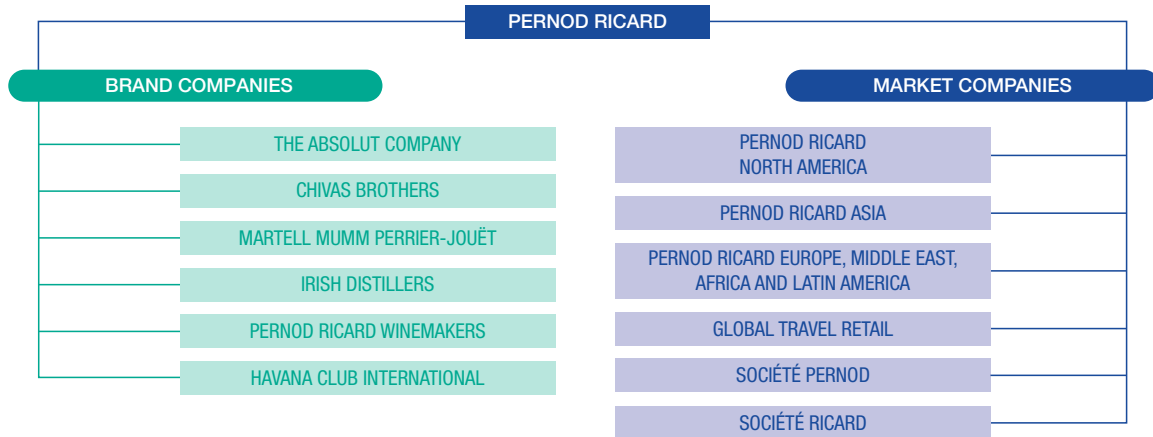 PERNOD RICARD
BRAND COMPANIES
THE ABSOLUT COMPANY
CHIVAS BROTHERS
MARTELL MUMM PERRIER-JOUËT
IRISH DISTILLERS
PERNOD RICARD WINEMAKERS
HAVANA CLUB INTERNATIONAL
MARKET COMPANIES
PERNOD RICARD
NORTH AMERICA
PERNOD RICARD ASIA
PERNOD RICARD EUROPE, MIDDLE EAST,
AFRICA AND LATIN AMERICA
GLOBAL TRAVEL RETAIL
SOCIÉTÉ PERNOD
SOCIÉTÉ RICARD